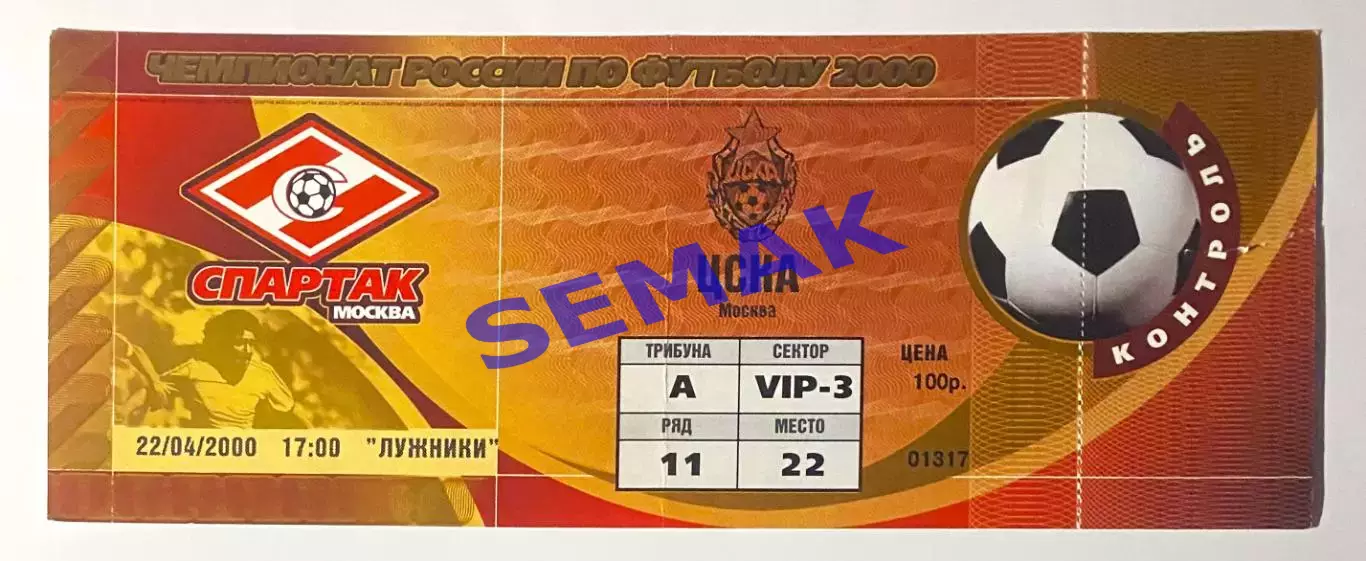 ЧЕМПИОНАТ РОССИИ ПО ФУТБОЛУ 2000
С
СПАРТАК
МОСКВА
ЦСКА
ЦСКА
Москва
SEMAK
КОНТРОЛЬ
ТРИБУНА СЕКТОР ЦЕНА
A VIP-3 100р.
РЯД МЕСТО
11 22 01317
22/04/2000 17:00 "ЛУЖНИКИ"